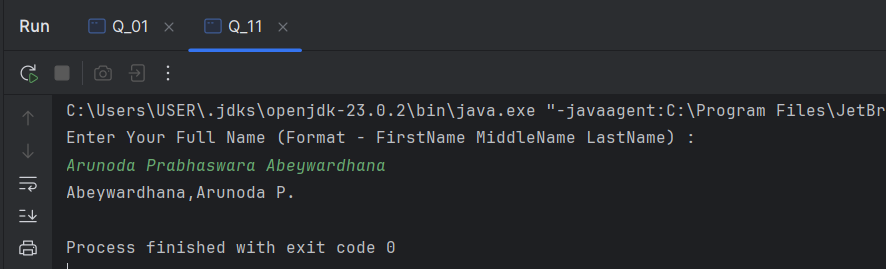 Run Q_01 Q_11
C:\Users\USER\.jdks\openjdk-23.0.2\bin\java.exe "-javaagent:C:\Program Files\JetBr
Enter Your Full Name (Format - FirstName MiddleName LastName) :
Arunoda Prabhaswara Abeywardhana
Abeywardhana,Arunoda P.
Process finished with exit code 0